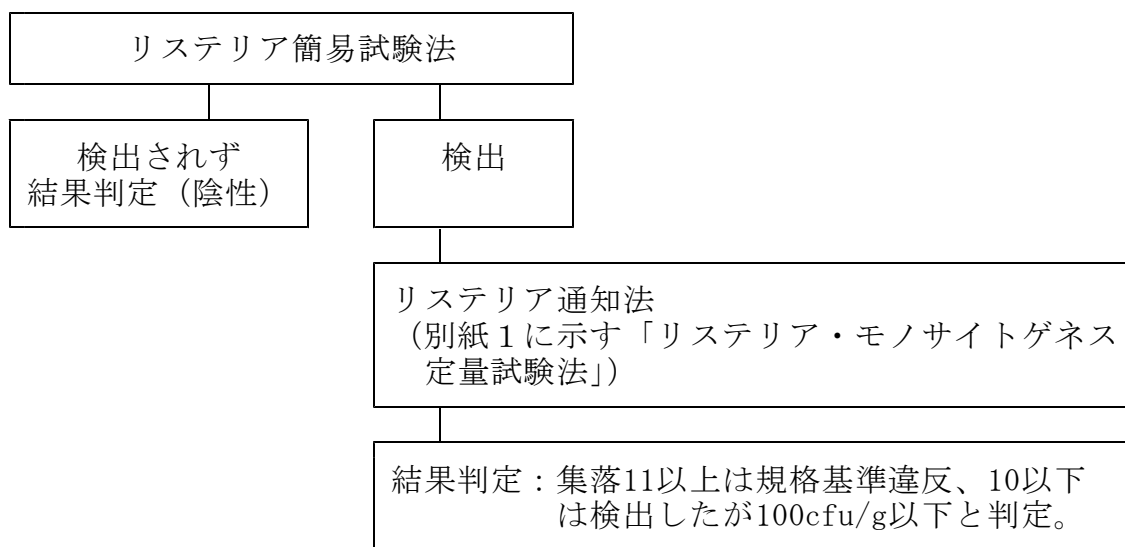 リステリア簡易試験法
検出されず
結果判定（陰性）
検出
リステリア通知法
（別紙１に示す「リステリア・モノサイトゲネス
定量試験法」）
結果判定：集落11以上は規格基準違反、10以下
は検出したが100cfu/g以下と判定。